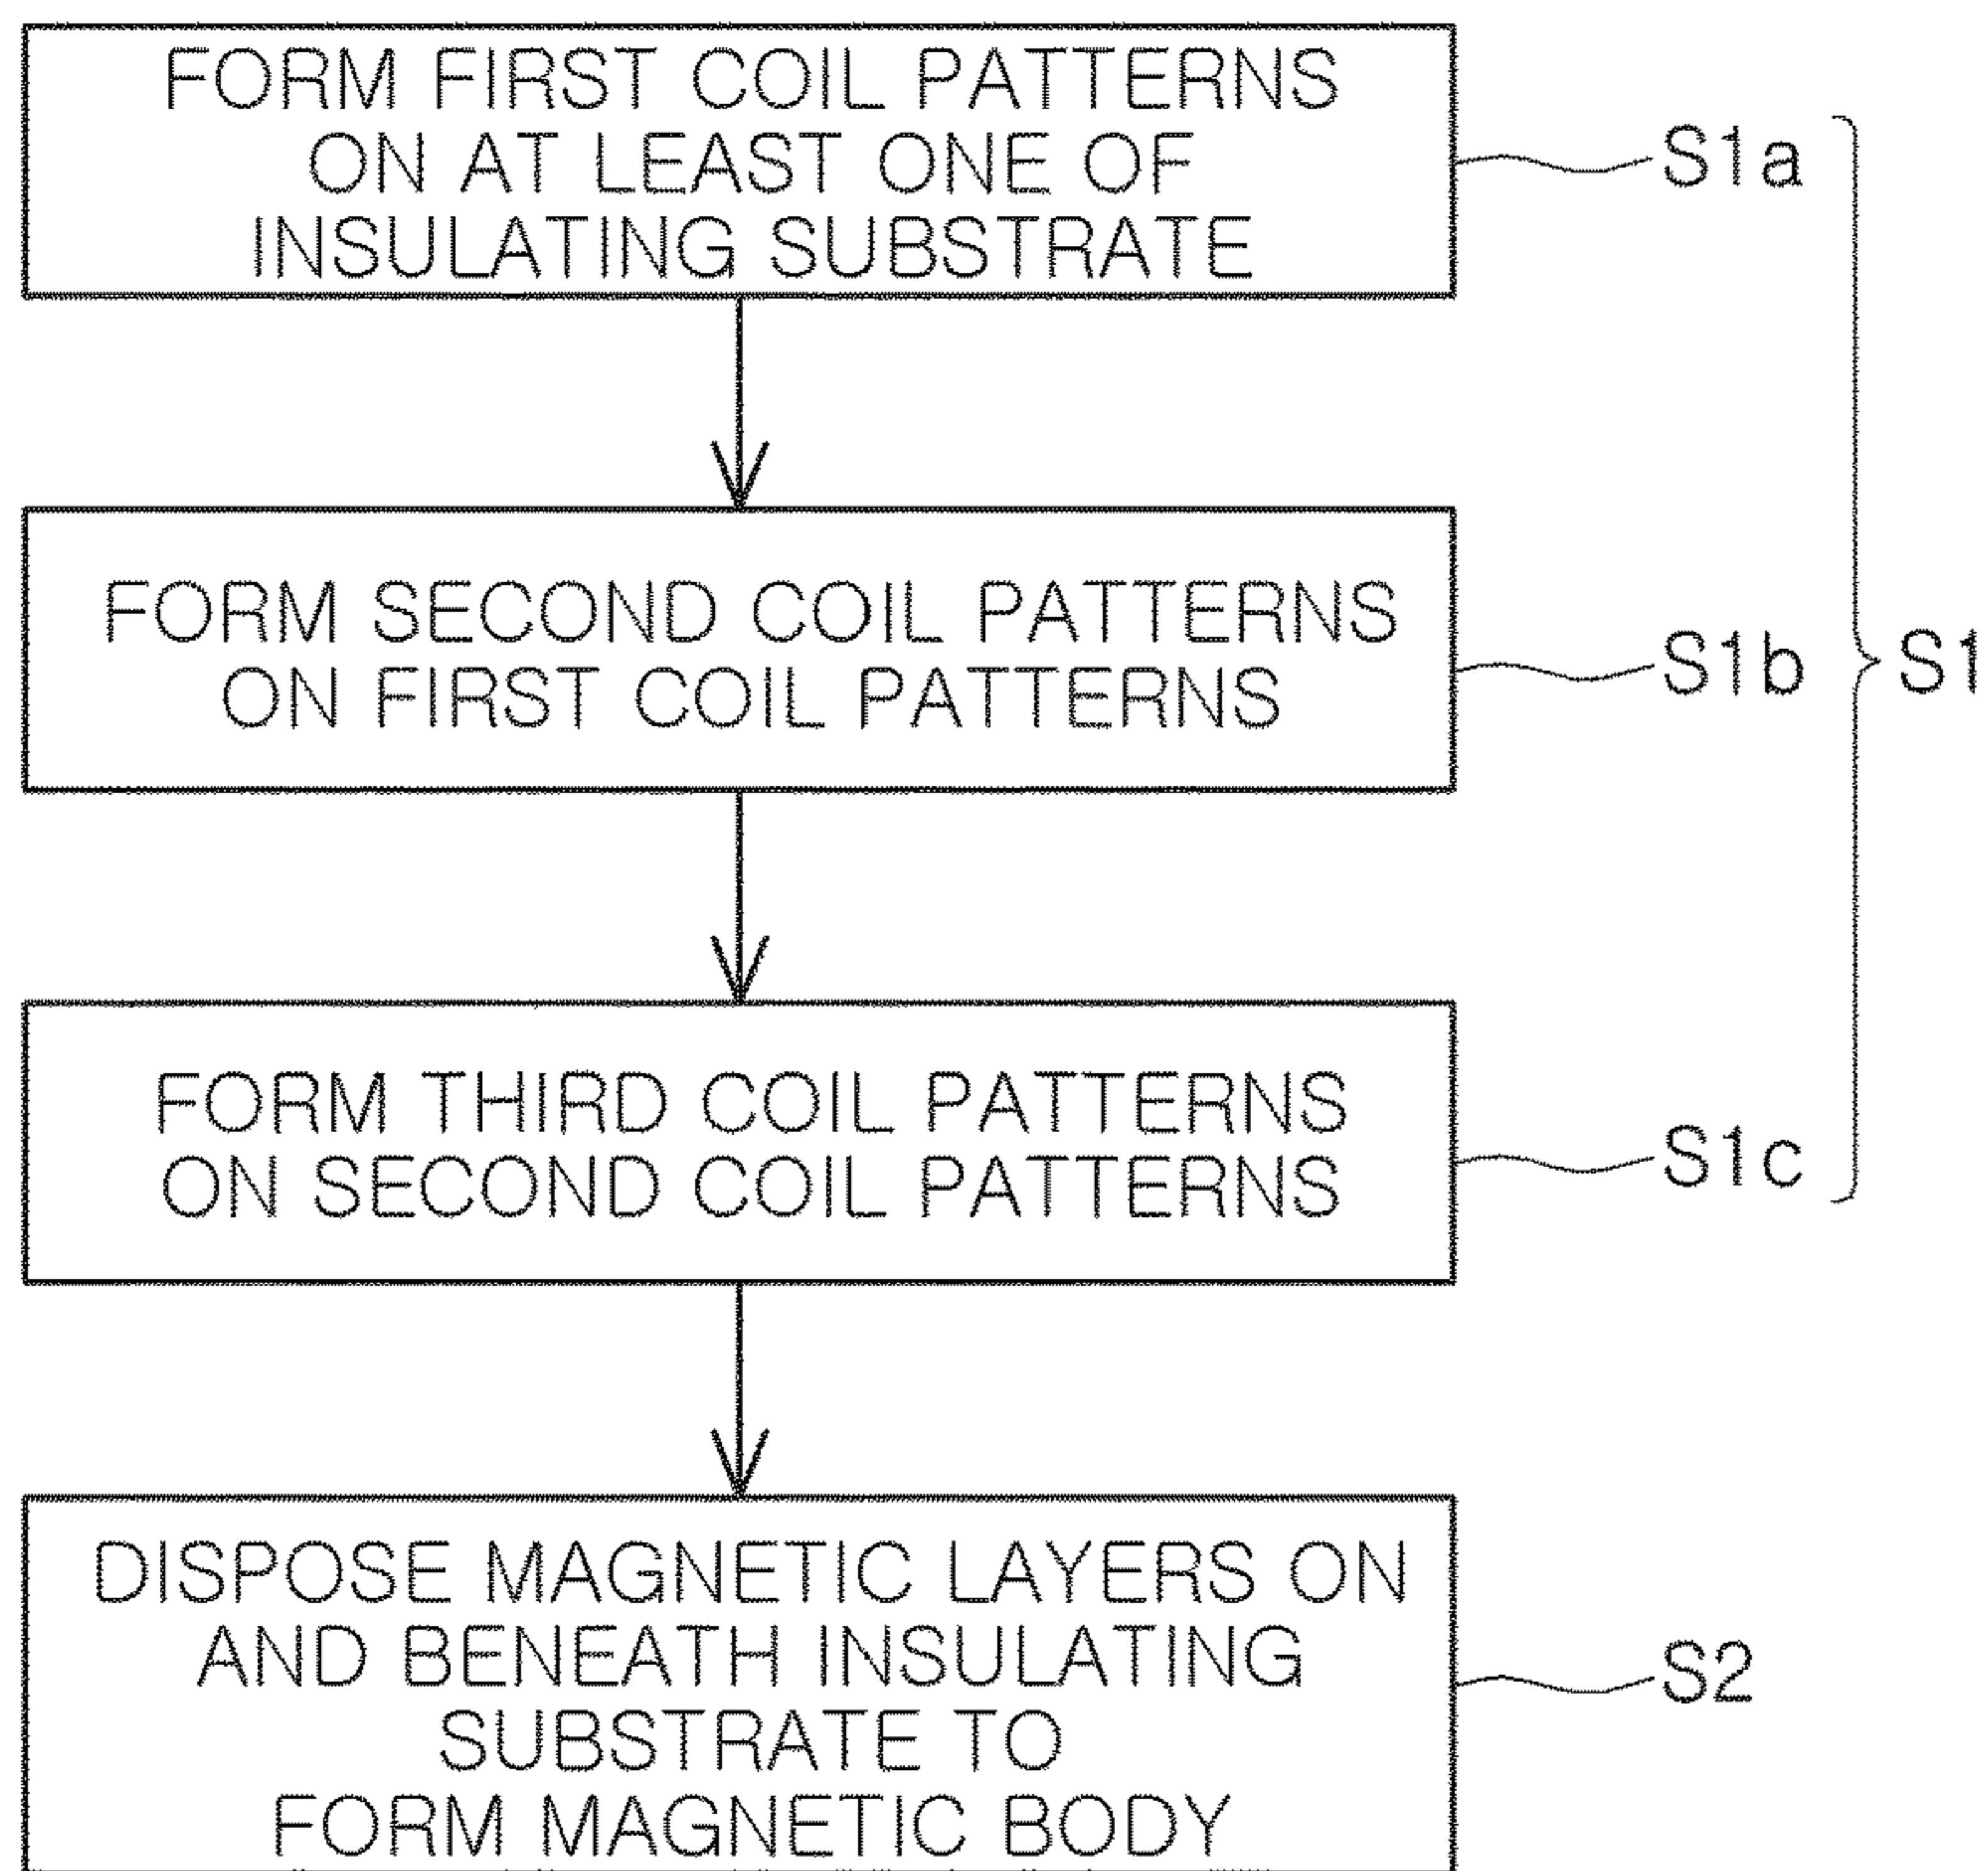 FORM FIRST COIL PATTERNS
ON AT LEAST ONE OF
INSULATING SUBSTRATE
S1a
FORM SECOND COIL PATTERNS
ON FIRST COIL PATTERNS
S1b
S1
FORM THIRD COIL PATTERNS
ON SECOND COIL PATTERNS
S1c
DISPOSE MAGNETIC LAYERS ON
AND BENEATH INSULATING
SUBSTRATE TO
FORM MAGNETIC BODY
S2